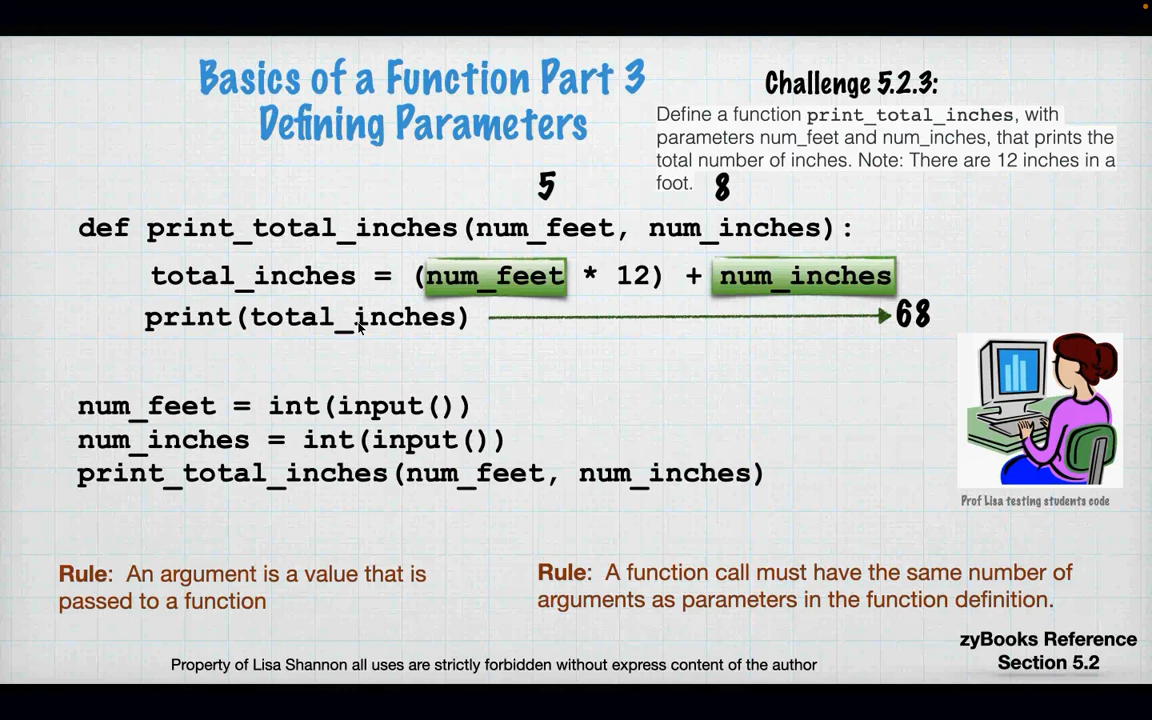 Basics of a Function Part 3
Defining Parameters
Challenge 5.2.3:
Define a function print_total_inches, with
parameters num_feet and num_inches, that prints the
total number of inches. Note: There are 12 inches in a
foot.
5 8
def print_total_inches(num_feet, num_inches):
total_inches = (num_feet * 12) + num_inches
print(total_inches) 68
num_feet = int(input())
num_inches = int(input())
print_total_inches(num_feet, num_inches)
Prof Lisa testing students code
Rule: An argument is a value that is
passed to a function
Rule: A function call must have the same number of
arguments as parameters in the function definition.
zyBooks Reference
Section 5.2
Property of Lisa Shannon all uses are strictly forbidden without express content of the author